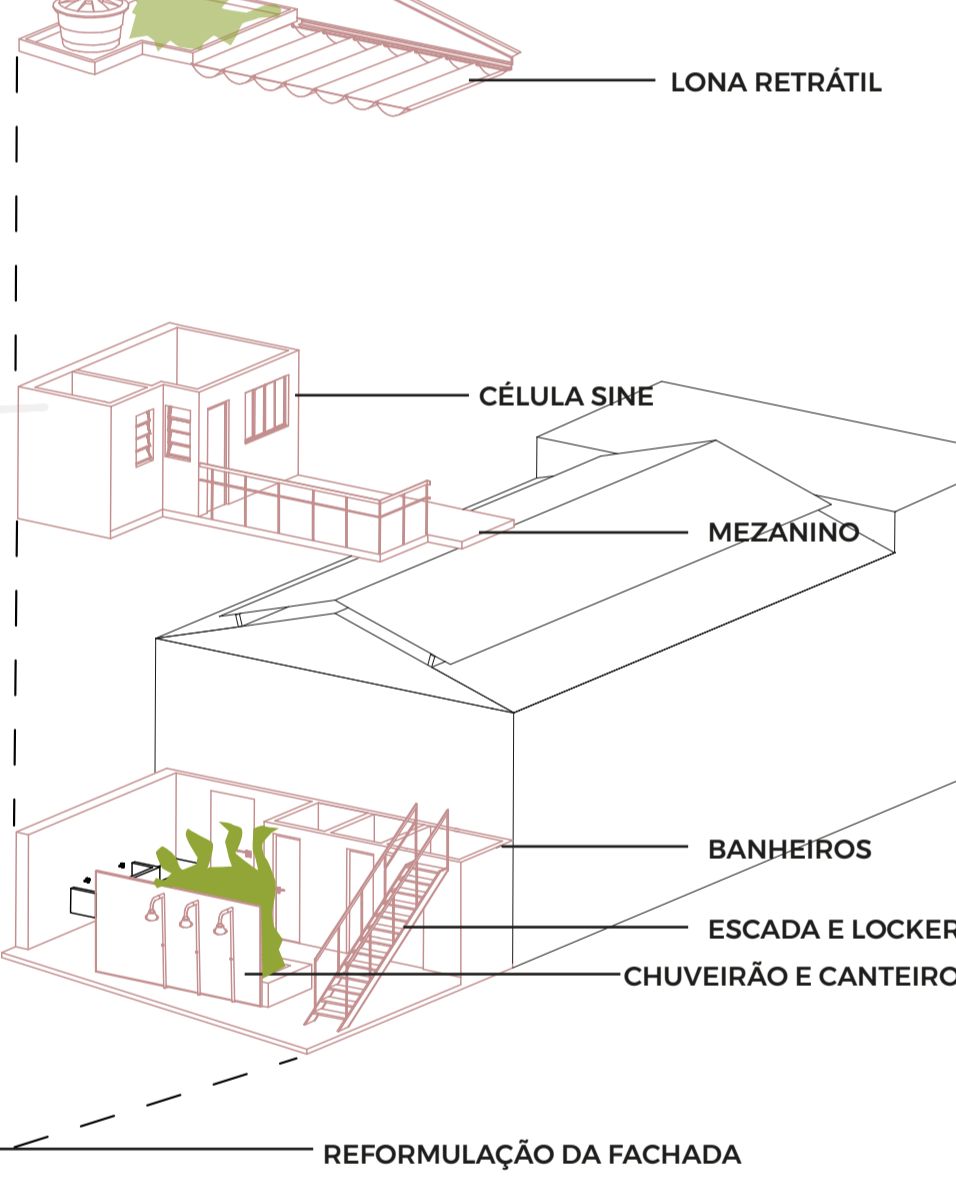 LONA RETRÁTIL
CÉLULA SINE
MEZANINO
BANHEIROS
ESCADA E LOCKER
CHUVEIRÃO E CANTEIRO
REFORMULAÇÃO DA FACHADA